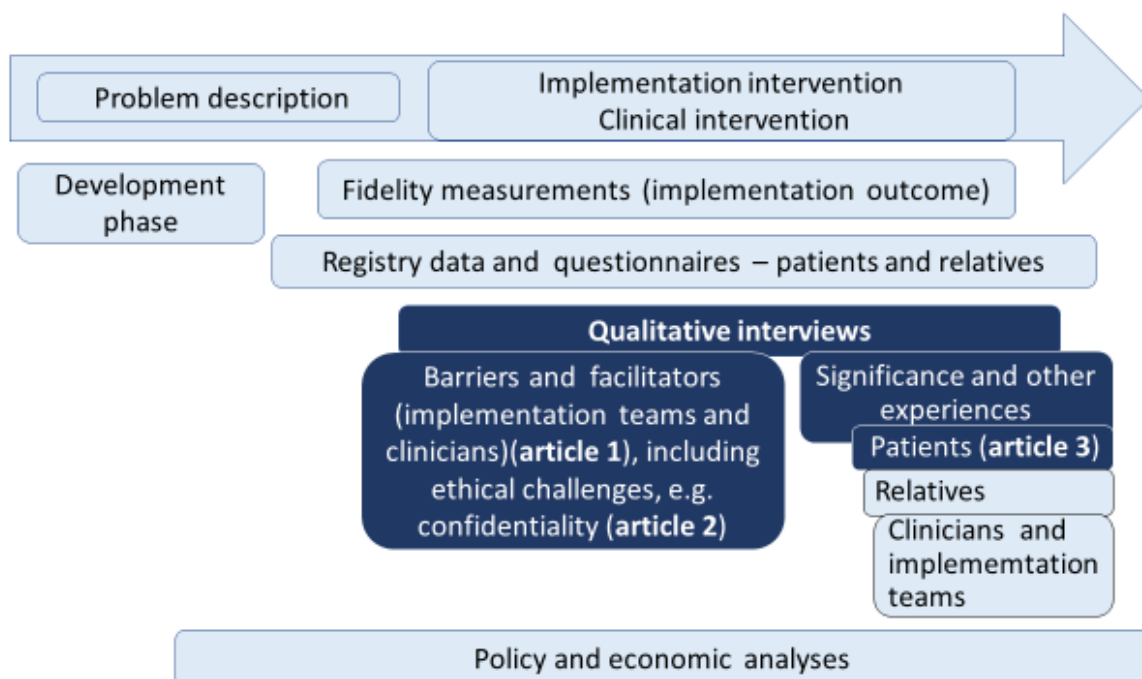 Problem description
Implementation intervention
Clinical intervention
Development
phase
Fidelity measurements (implementation outcome)
Registry data and questionnaires – patients and relatives
Qualitative interviews
Barriers and facilitators
(implementation teams and
clinicians)(article 1), including
ethical challenges, e.g.
confidentiality (article 2)
Significance and other
experiences
Patients (article 3)
Relatives
Clinicians and
implememtation
teams
Policy and economic analyses